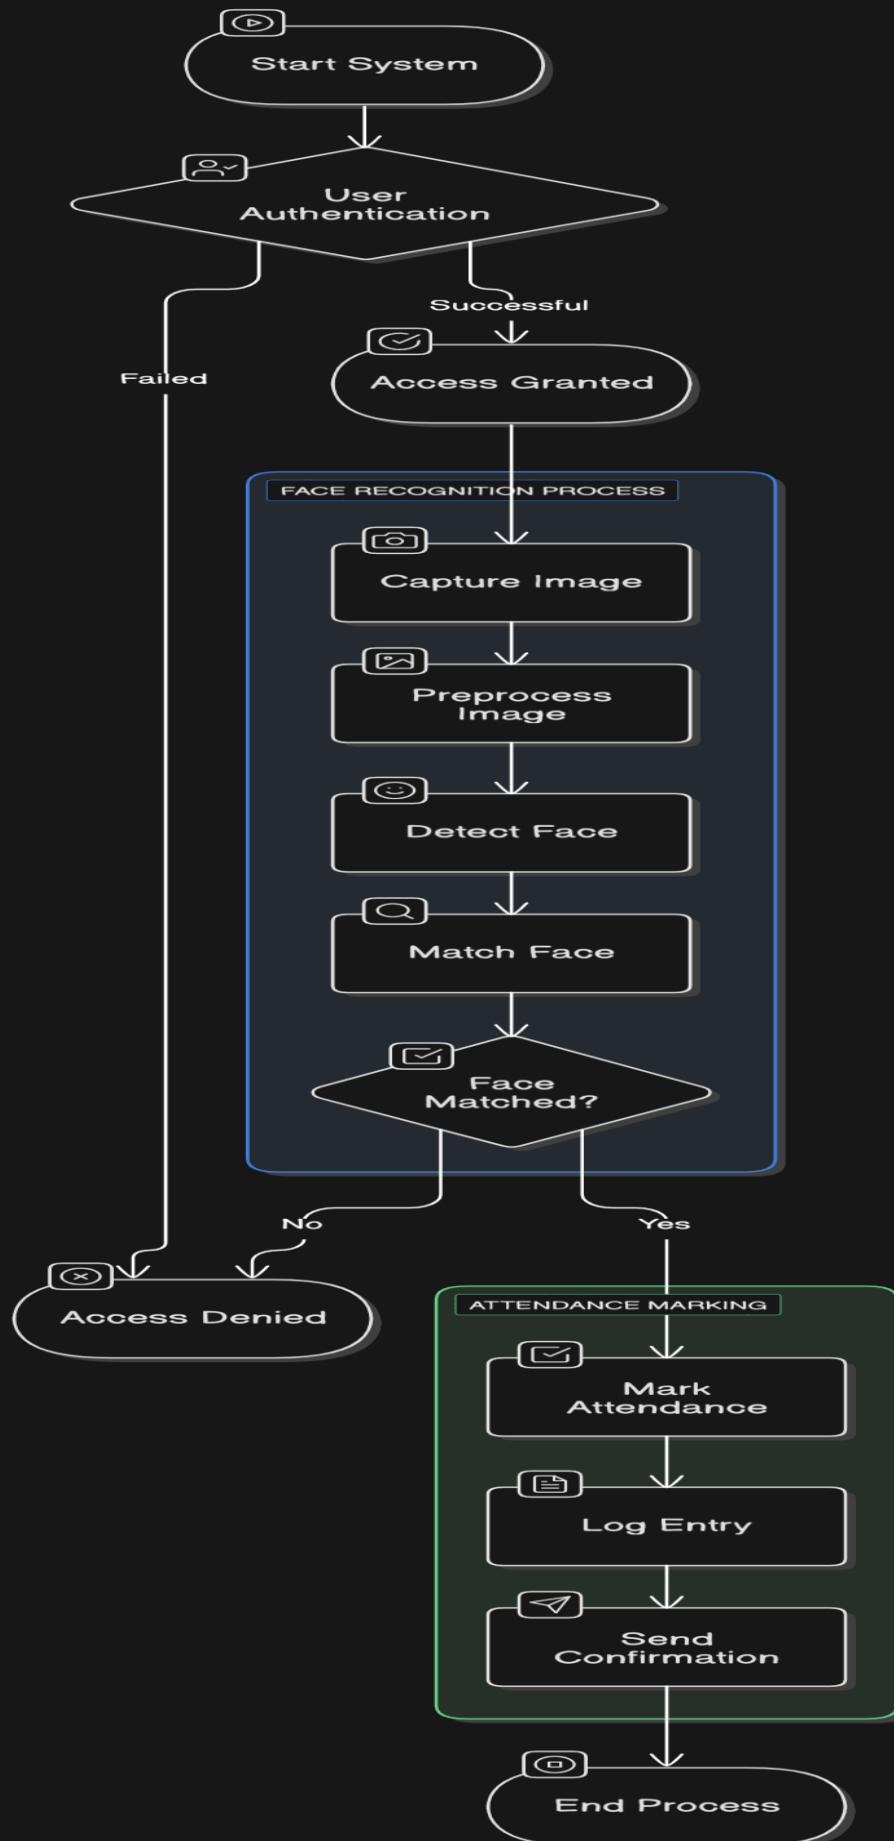 Start System
User
Authentication
Successful
Failed
Access Granted
FACE RECOGNITION PROCESS
Capture Image
Preprocess
Image
Detect Face
Match Face
Face
Matched?
No
Yes
Access Denied
ATTENDANCE MARKING
Mark
Attendance
Log Entry
Send
Confirmation
End Process